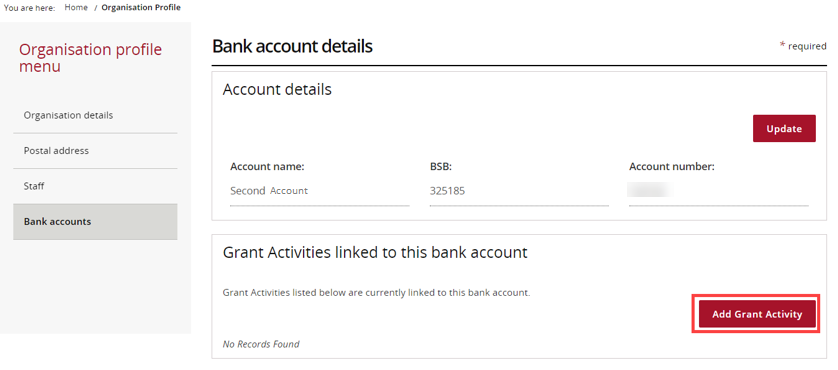 You are here: Home / Organisation Profile
Organisation profile
menu
Organisation details
Postal address
Staff
Bank accounts
Bank account details
* required
Account details
Update
Account name: BSB: Account number:
Second Account 325185
Grant Activities linked to this bank account
Grant Activities listed below are currently linked to this bank account.
Add Grant Activity
No Records Found